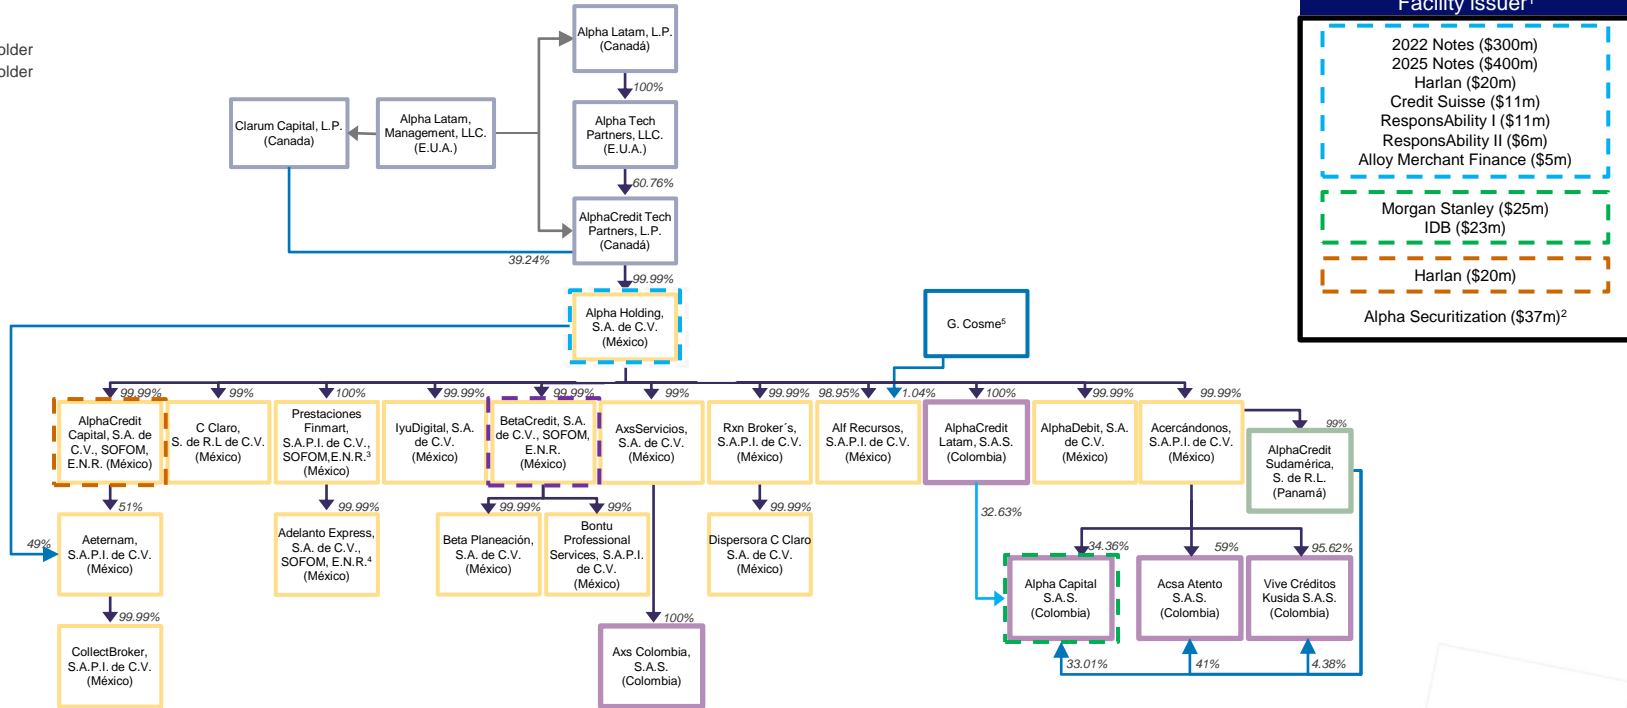 Facility Issuer¹
older
older
2022 Notes ($300m)
2025 Notes ($400m)
Harlan ($20m)
Credit Suisse ($11m)
ResponsAbility I ($11m)
ResponsAbility II ($6m)
Alloy Merchant Finance ($5m)
Morgan Stanley ($25m)
IDB ($23m)
Harlan ($20m)
Alpha Securitization ($37m)²
Alpha Latam, L.P.
(Canadá)
100%
Clarum Capital, L.P.
(Canada)
Alpha Latam,
Management, LLC.
(E.U.A.)
Alpha Tech
Partners, LLC.
(E.U.A.)
60.76%
AlphaCredit Tech
Partners, L.P.
(Canadá)
39.24%
99.99%
Alpha Holding,
S.A. de C.V.
(México)
G. Cosme⁵
99.99%
99%
100%
99.99%
99.99%
99%
99.99%
98.95%
1.04%
100%
99.99%
99.99%
AlphaCredit
Capital, S.A. de
C.V., SOFOM,
E.N.R. (México)
C Claro,
S. de R.L de C.V.
(México)
Prestaciones
Finmart,
S.A.P.I. de C.V.,
SOFOM,E.N.R.³
(México)
IyuDigital, S.A.
de C.V.
(México)
BetaCredit, S.A.
de C.V., SOFOM,
E.N.R.
(México)
AxsServicios,
S.A. de C.V.
(México)
Rxn Broker´s,
S.A.P.I. de C.V.
(México)
Alf Recursos,
S.A.P.I. de C.V.
(México)
AlphaCredit
Latam, S.A.S.
(Colombia)
AlphaDebit, S.A.
de C.V.
(México)
Acercándonos,
S.A.P.I. de C.V.
(México)
99%
AlphaCredit
Sudamérica,
S. de R.L.
(Panamá)
51%
99.99%
99.99%
99%
99.99%
32.63%
49%
Aeternam,
S.A.P.I. de C.V.
(México)
Adelanto Express,
S.A. de C.V.,
SOFOM, E.N.R.⁴
(México)
Beta Planeación,
S.A. de C.V.
(México)
Bontu
Professional
Services, S.A.P.I.
de C.V.
(México)
Dispersora C Claro
S.A. de C.V.
(México)
34.36%
59%
95.62%
Alpha Capital
S.A.S.
(Colombia)
Acsa Atento
S.A.S.
(Colombia)
Vive Créditos
Kusida S.A.S.
(Colombia)
99.99%
100%
CollectBroker,
S.A.P.I. de C.V.
(México)
Axs Colombia,
S.A.S.
(Colombia)
33.01%
41%
4.38%